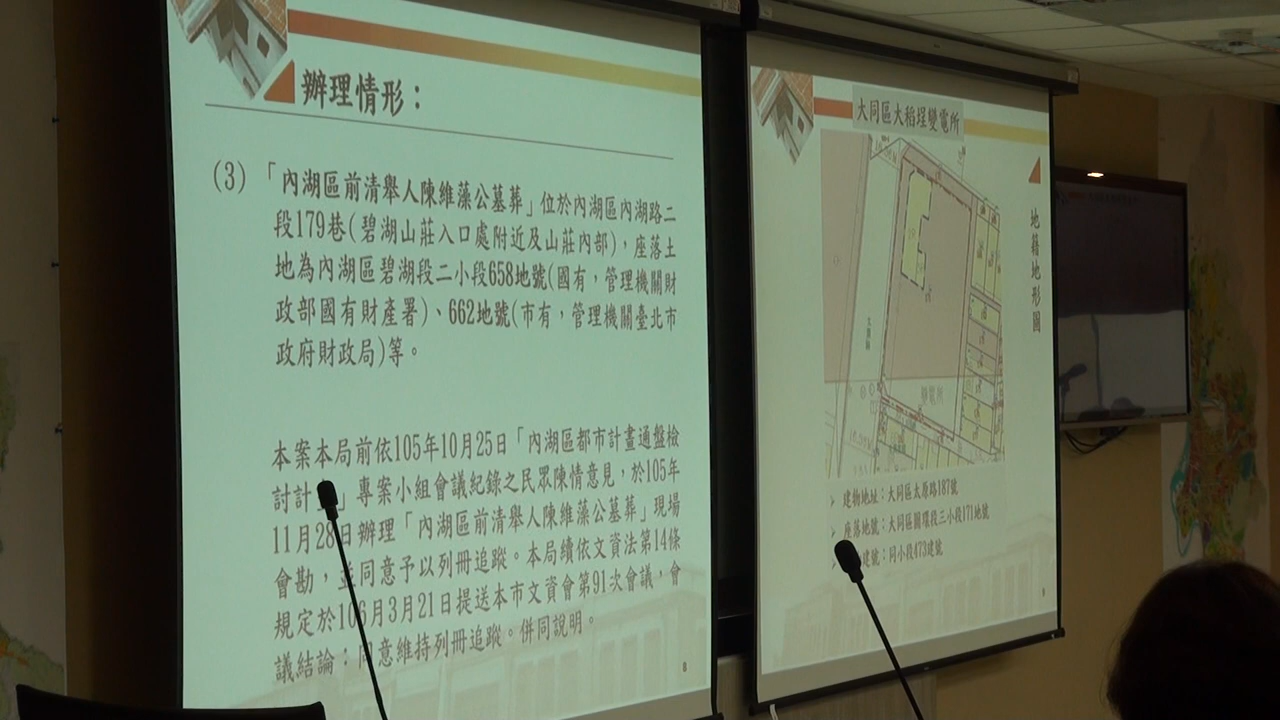 辦理情形：
(3) 「內湖區前清舉人陳維藻公墓葬」位於內湖區內湖路二
段179巷(碧湖山莊入口處附近及山莊內部)，座落土
地為內湖區碧湖段二小段658地號(國有，管理機關財
政部國有財產署)、662地號(市有，管理機關臺北市
政府財政局)等。
本案本局前依105年10月25日「內湖區都市計畫通盤檢
討計 」專案小組會議紀錄之民眾陳情意見，於105年
11月28日辦理「內湖區前清舉人陳維藻公墓葬」現場
會勘，並同意予以列冊追蹤。本局續依文資法第14條
規定於106月3月21日提送本市文資會第91次會議，會
議結論：同意維持列冊追蹤。併同說明。
8
大同區大稻埕變電所
地籍地形圖
變電所
建物地址：大同區太原路187號
座落地號：大同區圓環段三小段171地號
建號：同小段473建號
9